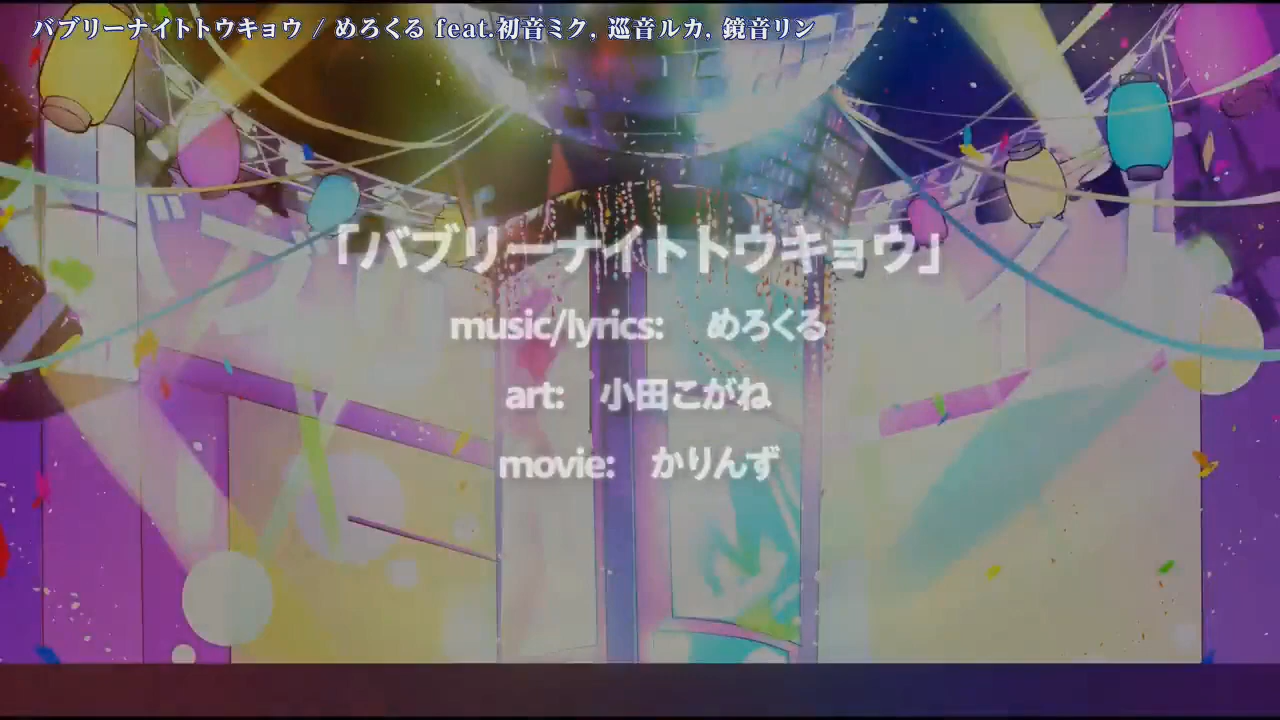 バブリーナイトトウキョウ / めろくる feat.初音ミク, 巡音ルカ, 鏡音リン
「バブリーナイトトウキョウ」
music/lyrics: めろくる
art: 小田こがね
movie: かりんず